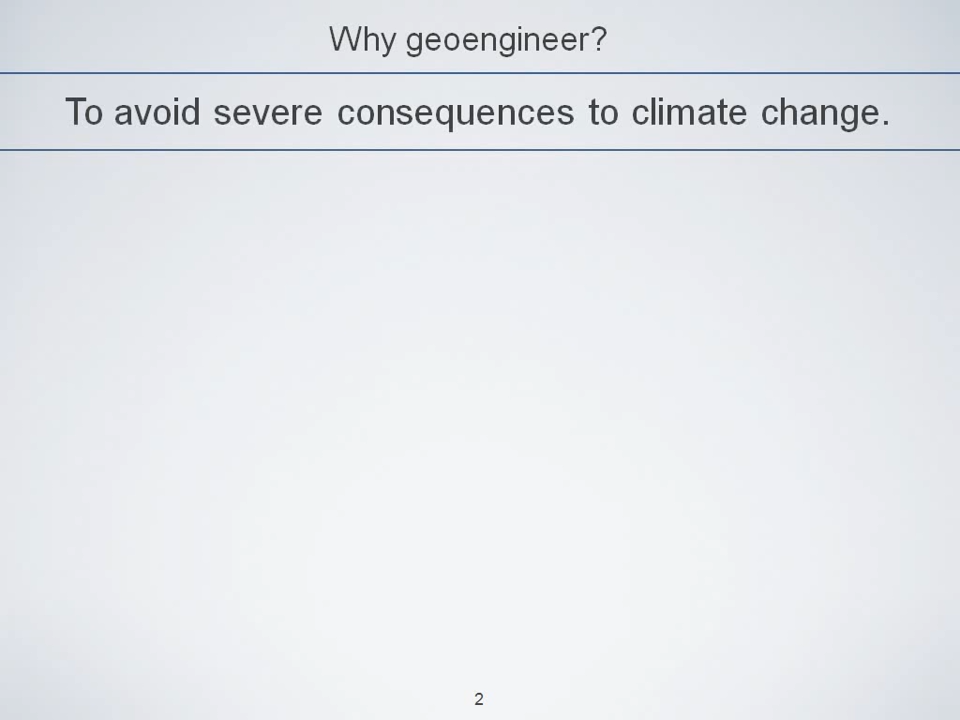 Why geoengineer?
To avoid severe consequences to climate change.
2